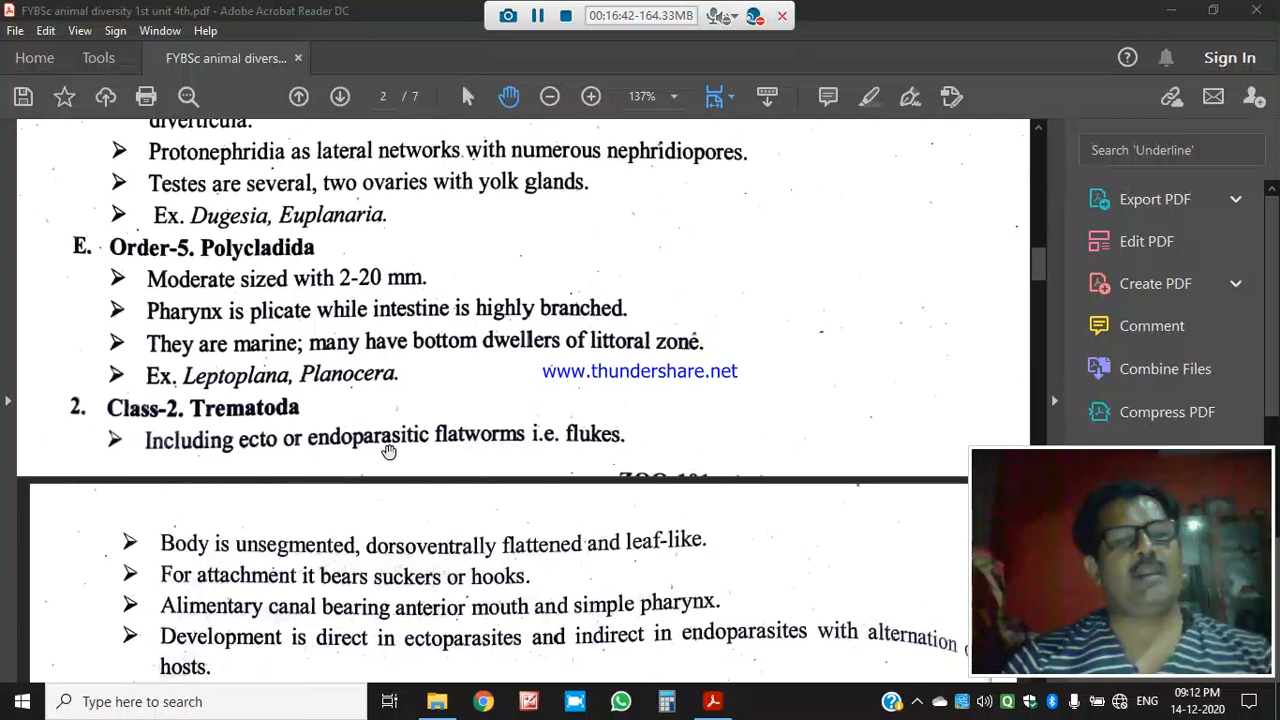 FYBSc animal diversity 1st unit 4th.pdf - Adobe Acrobat Reader DC
00:16:42-164.33MB
File Edit View Sign Window Help
Home Tools FYBSc animal divers... × Sign In
2 / 7 137%
diverticula.
Search 'Underline'
➢ Protonephridia as lateral networks with numerous nephridiopores.
➢ Testes are several, two ovaries with yolk glands.
➢ Ex. Dugesia, Euplanaria.
E. Order-5. Polycladida
➢ Moderate sized with 2-20 mm.
➢ Pharynx is plicate while intestine is highly branched.
➢ They are marine; many have bottom dwellers of littoral zone.
➢ Ex. Leptoplana, Planocera.
www.thundershare.net
2. Class-2. Trematoda
➢ Including ecto or endoparasitic flatworms i.e. flukes.
➢ Body is unsegmented, dorsoventrally flattened and leaf-like.
➢ For attachment it bears suckers or hooks.
➢ Alimentary canal bearing anterior mouth and simple pharynx.
➢ Development is direct in ectoparasites and indirect in endoparasites with alternation
hosts.
Export PDF
Edit PDF
Create PDF
Comment
Combine Files
Compress PDF
Type here to search
ENG
09:12 PM
14-12-2020